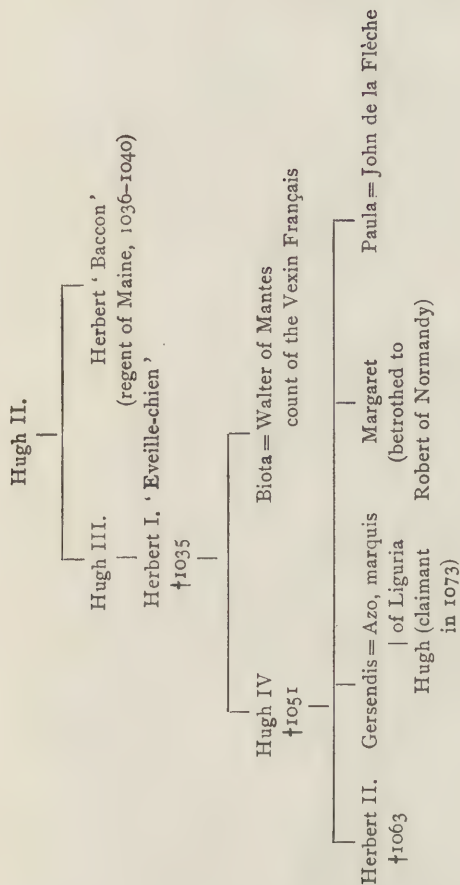 Hugh II.
Hugh III. Herbert ‘ Baccon’
(regent of Maine, 1036–1040)
Herbert I. ‘ Eveille-chien’
†1035
Hugh IV Biota = Walter of Mantes
†1051 count of the Vexin Français
Herbert II. Gersendis = Azo, marquis Margaret Paula = John de la Flèche
†1063 of Liguria (betrothed to
Hugh (claimant Robert of Normandy)
in 1073)